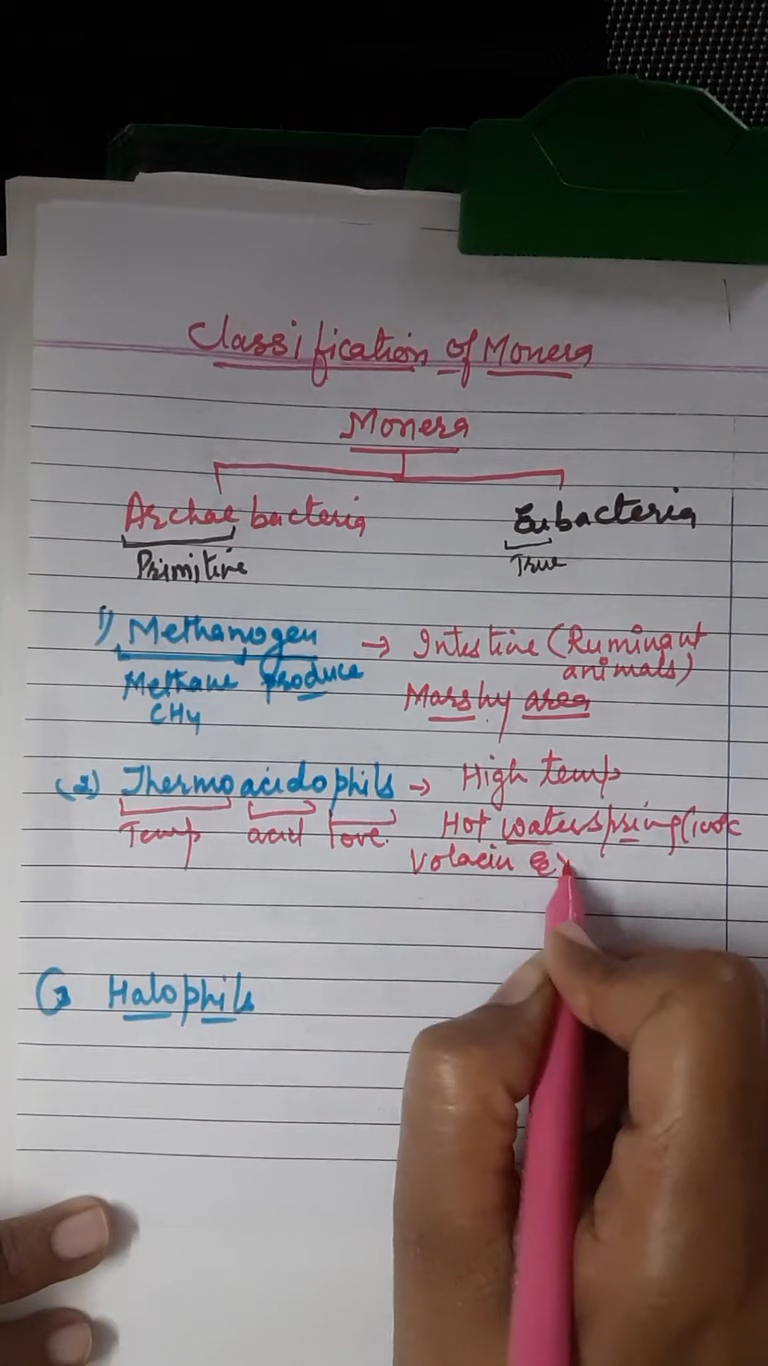 Classification of Monera
Monera
Archae bacteria
Eubacteria
Primitive
True
1) Methanogen → Intestine (Ruminant animals)
Methane produce
CH4
Marshy area
(2) Thermoacidophils → High temp
Temp acid love.
Hot water spring (100°C
Volacin
(3 Halophils